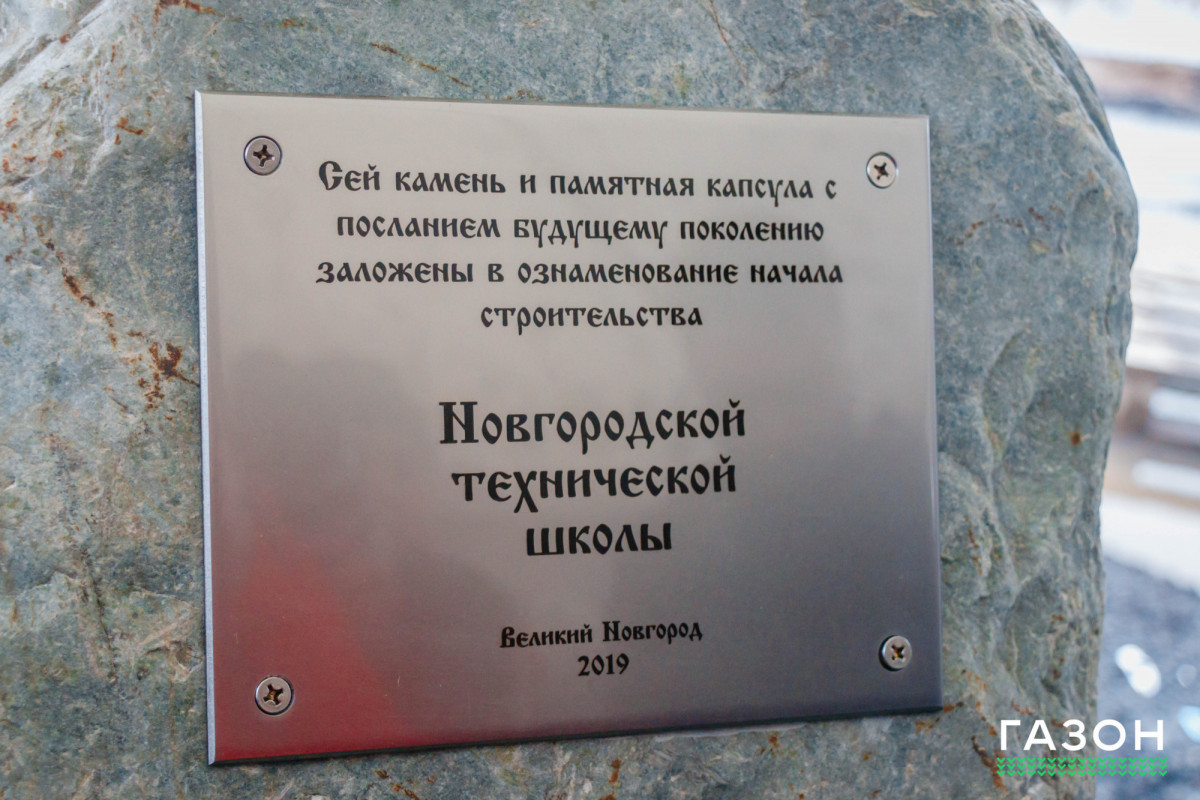 Сей камень и памятная капсула с
посланием будущему поколению
заложены в ознаменование начала
строительства
Новгородской
технической
школы
Великий Новгород
2019
ГАЗОН